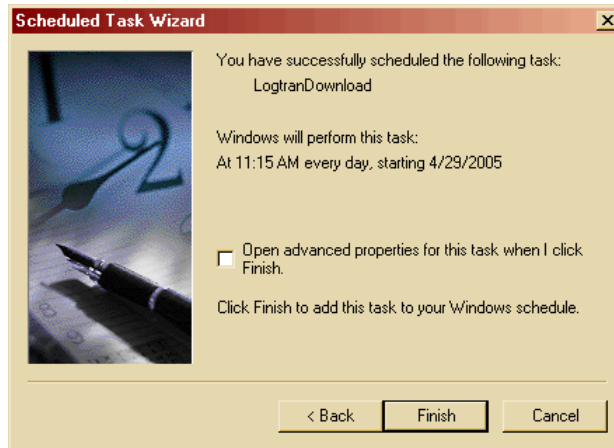 Scheduled Task Wizard
You have successfully scheduled the following task:
LogtranDownload
Windows will perform this task:
At 11:15 AM every day, starting 4/29/2005
Open advanced properties for this task when I click
Finish.
Click Finish to add this task to your Windows schedule.
< Back
Finish
Cancel
2